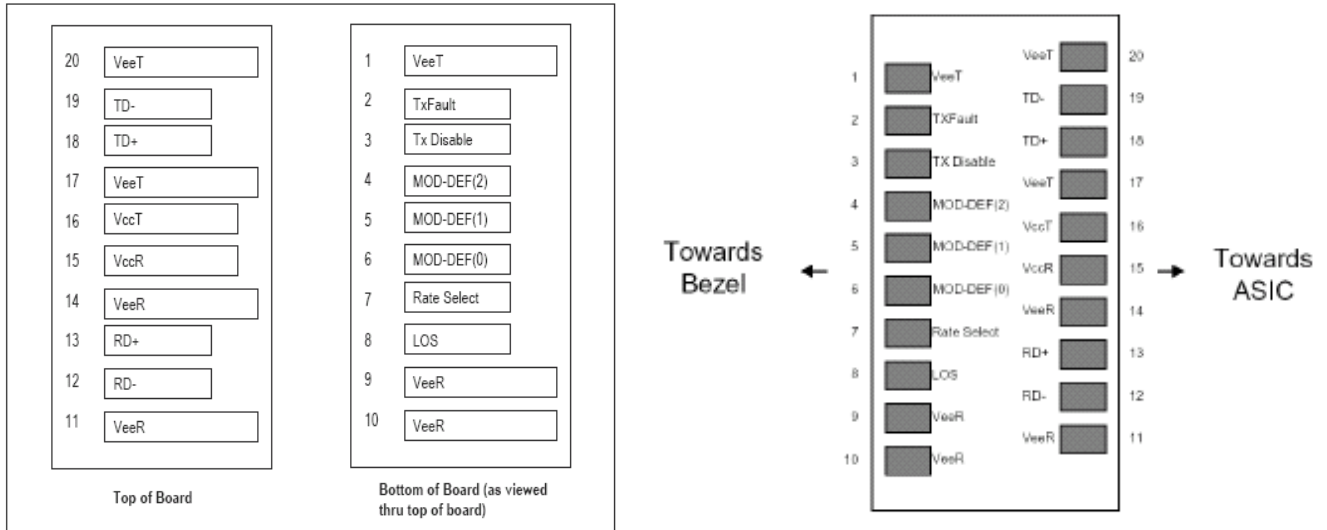 20 VeeT
19 TD-
18 TD+
17 VeeT
16 VccT
15 VccR
14 VeeR
13 RD+
12 RD-
11 VeeR
Top of Board
1 VeeT
2 TxFault
3 Tx Disable
4 MOD-DEF(2)
5 MOD-DEF(1)
6 MOD-DEF(0)
7 Rate Select
8 LOS
9 VeeR
10 VeeR
Bottom of Board (as viewed
thru top of board)
Towards
Bezel
1 VeeT
2 TXFault
3 TX Disable
4 MOD-DEF(2)
5 MOD-DEF(1)
6 MOD-DEF(0)
7 Rate Select
8 LOS
9 VeeR
10 VeeR
VeeT 20
TD- 19
TD+ 18
VeeT 17
VccT 16
VccR 15
VeeR 14
RD+ 13
RD- 12
VeeR 11
Towards
ASIC